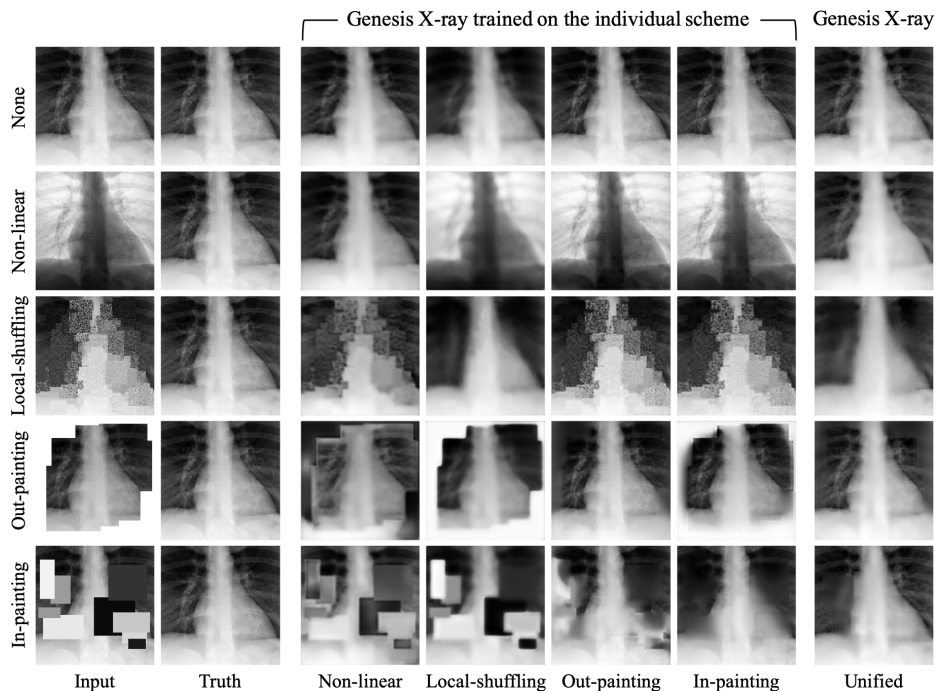 Genesis X-ray trained on the individual scheme
Genesis X-ray
None
Non-linear
Local-shuffling
Out-painting
In-painting
Input
Truth
Non-linear
Local-shuffling
Out-painting
In-painting
Unified